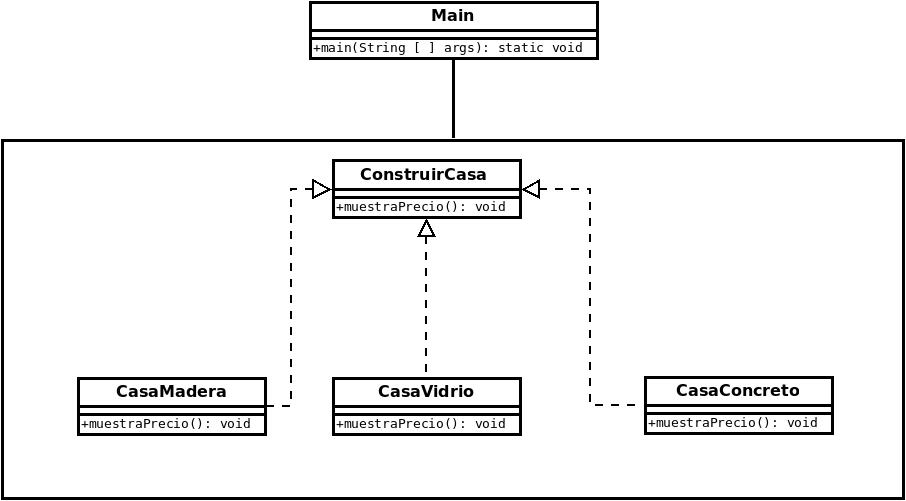 Main
+main(String [ ] args): static void
ConstruirCasa
+muestraPrecio(): void
CasaMadera
+muestraPrecio(): void
CasaVidrio
+muestraPrecio(): void
CasaConcreto
+muestraPrecio(): void